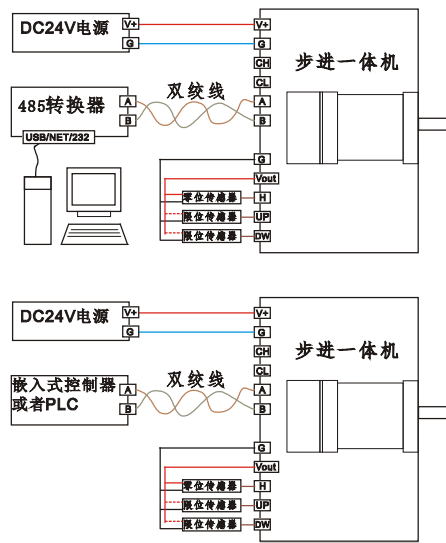 DC24V电源
V+
G
V+
G
CH
CL
步进一体机
485转换器
A
B
USB/NET/232
双绞线
A
B
G
Vout
零位传感器
H
限位传感器
UP
限位传感器
DW
DC24V电源
V+
G
V+
G
CH
CL
步进一体机
嵌入式控制器
或者PLC
A
B
双绞线
A
B
G
Vout
零位传感器
H
限位传感器
UP
限位传感器
DW